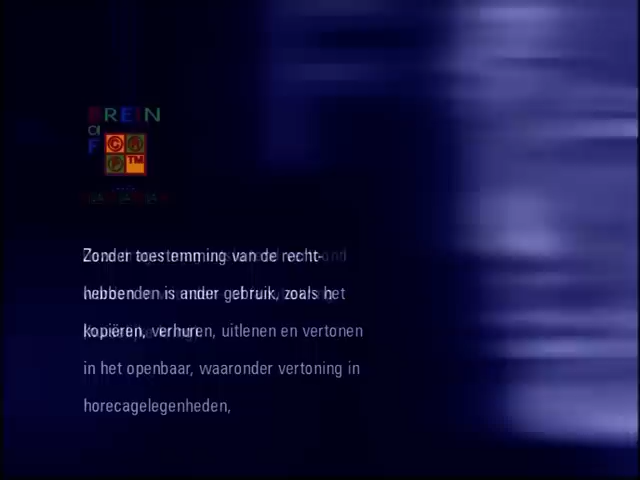 BREIN
Zonder toestemming van de recht-
hebbenden is ander gebruik, zoals het
kopiëren, verhuren, uitlenen en vertonen
in het openbaar, waaronder vertoning in
horecagelegenheden,